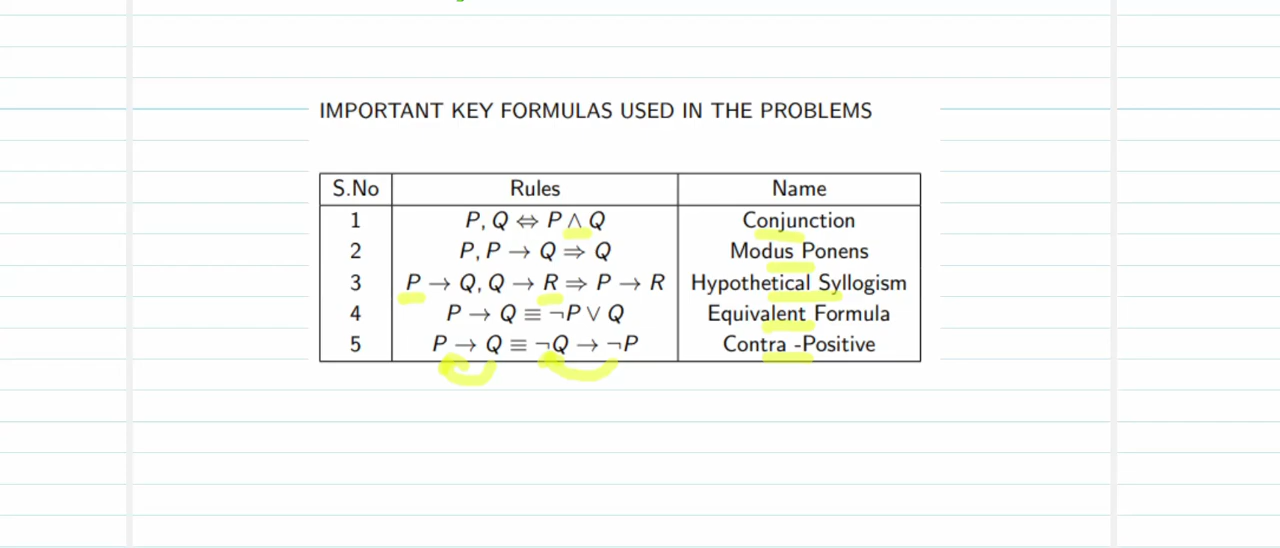 IMPORTANT KEY FORMULAS USED IN THE PROBLEMS
S.No Rules Name
1 P, Q ⇔ P ∧ Q Conjunction
2 P, P → Q ⇒ Q Modus Ponens
3 P → Q, Q → R ⇒ P → R Hypothetical Syllogism
4 P → Q ≡ ¬P ∨ Q Equivalent Formula
5 P → Q ≡ ¬Q → ¬P Contra -Positive